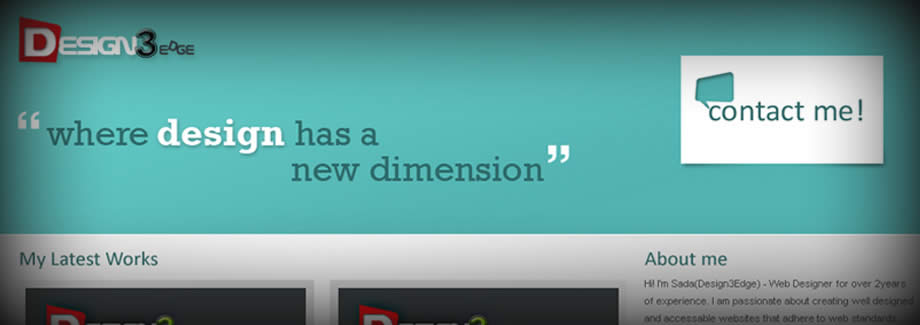 DESIGN3EDGE
“where design has a
new dimension”
contact me!
My Latest Works
About me
Hi! I'm Sada(Design3Edge) - Web Designer for over 2years
of experience. I am passionate about creating well designed
and accessable websites that adhere to web standards